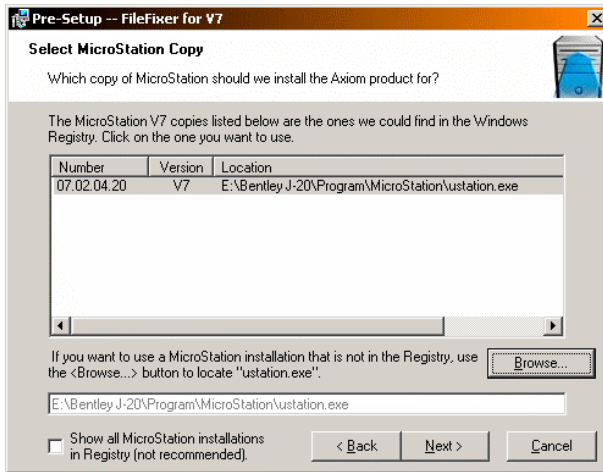 Pre-Setup -- FileFixer for V7
Select MicroStation Copy
Which copy of MicroStation should we install the Axiom product for?
The MicroStation V7 copies listed below are the ones we could find in the Windows
Registry. Click on the one you want to use.
Number Version Location
07.02.04.20 V7 E:\Bentley J-20\Program\MicroStation\ustation.exe
If you want to use a MicroStation installation that is not in the Registry, use
the <Browse...> button to locate "ustation.exe".
Browse...
E:\Bentley J-20\Program\MicroStation\ustation.exe
Show all MicroStation installations
in Registry (not recommended).
< Back Next > Cancel